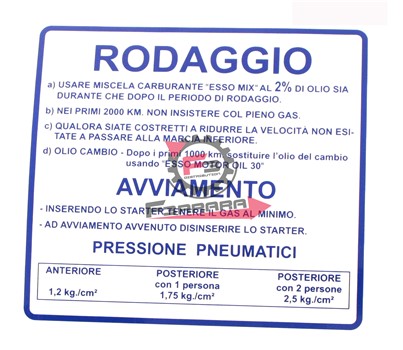 RODAGGIO
a) USARE MISCELA CARBURANTE "ESSO MIX" AL 2% DI OLIO SIA
DURANTE CHE DOPO IL PERIODO DI RODAGGIO.
b) NEI PRIMI 2000 KM. NON INSISTERE COL PIENO GAS.
c) QUALORA SIATE COSTRETTI A RIDURRE LA VELOCITÀ NON ESI-
TATE A PASSARE ALLA MARCIA INFERIORE.
d) OLIO CAMBIO - Dopo i primi 1000 km. sostituire l'olio del cambio
usando "ESSO MOTOR OIL 30"
AVVIAMENTO
- INSERENDO LO STARTER TENERE IL GAS AL MINIMO.
- AD AVVIAMENTO AVVENUTO DISINSERIRE LO STARTER.
PRESSIONE PNEUMATICI
ANTERIORE
1,2 kg./cm²
POSTERIORE
con 1 persona
1,75 kg./cm²
POSTERIORE
con 2 persone
2,5 kg./cm²
FERRARA